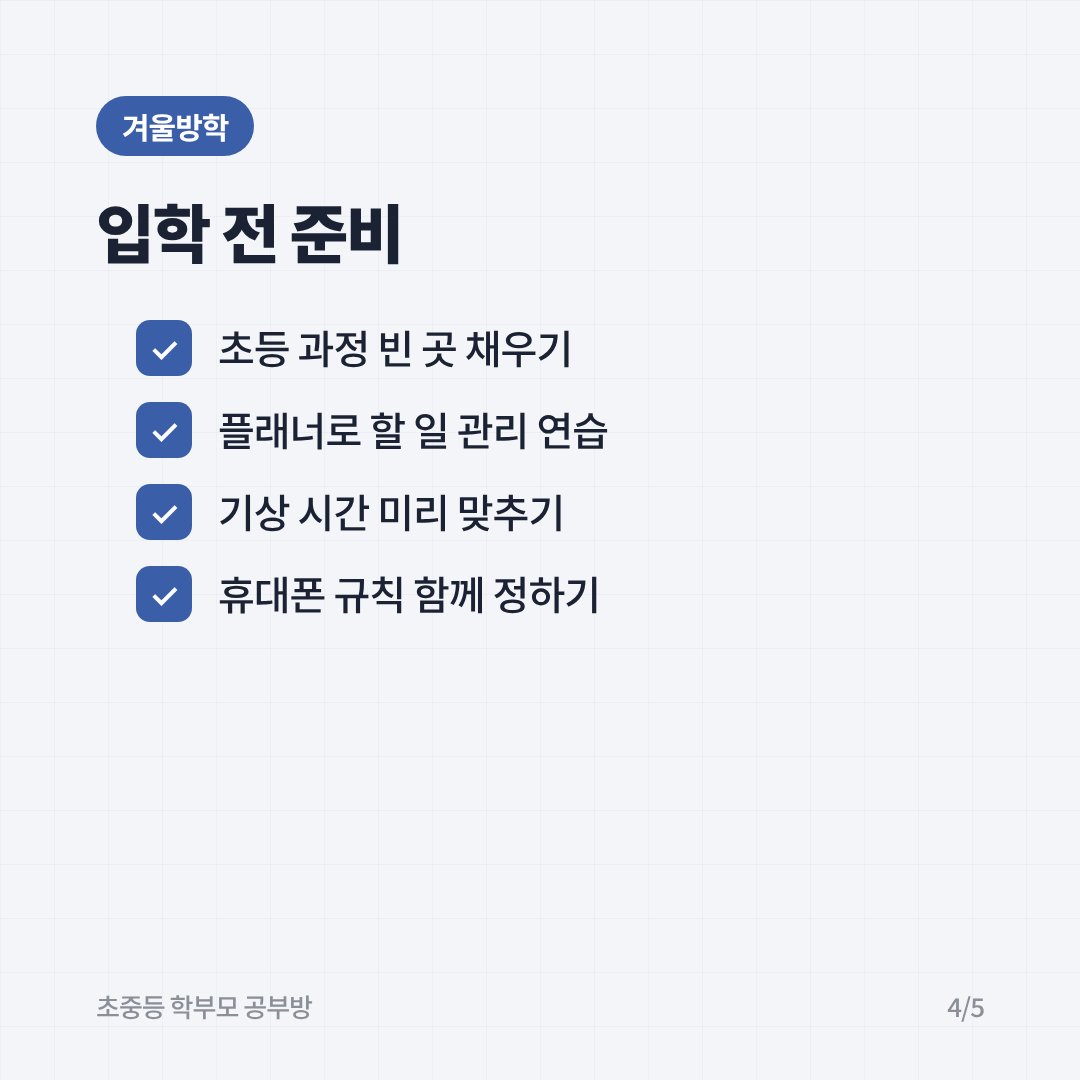 겨울방학
입학 전 준비
초등 과정 빈 곳 채우기
플래너로 할 일 관리 연습
기상 시간 미리 맞추기
휴대폰 규칙 함께 정하기
초중등 학부모 공부방
4/5